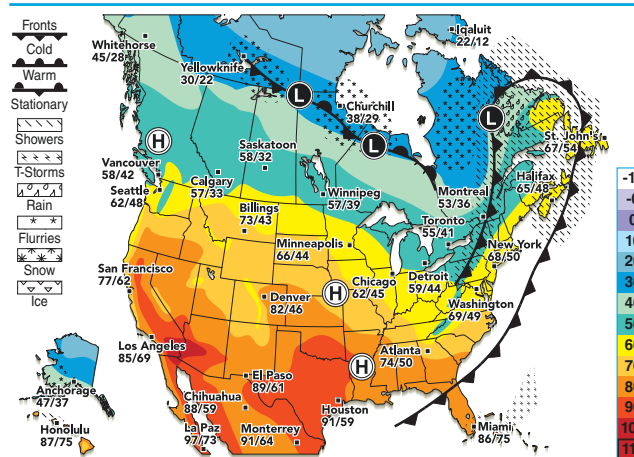 Fronts
Cold
Warm
Stationary
Showers
T-Storms
Rain
Flurries
Snow
Ice
Whitehorse
45/28
Iqaluit
22/12
Yellowknife
30/22
L
Churchill
38/29
L
L
St. John's
67/54
H
Saskatoon
58/32
Vancouver
58/42
Calgary
57/33
Winnipeg
57/39
Montreal
53/36
Halifax
65/48
Seattle
62/48
Billings
73/43
Toronto
55/41
Minneapolis
66/44
New York
68/50
San Francisco
77/62
Chicago
62/45
Detroit
59/44
Denver
82/46
H
Washington
69/49
Los Angeles
85/69
Atlanta
74/50
El Paso
89/61
H
Anchorage
47/37
Chihuahua
88/59
Houston
91/59
Honolulu
87/75
La Paz
97/73
Monterrey
91/64
Miami
86/75